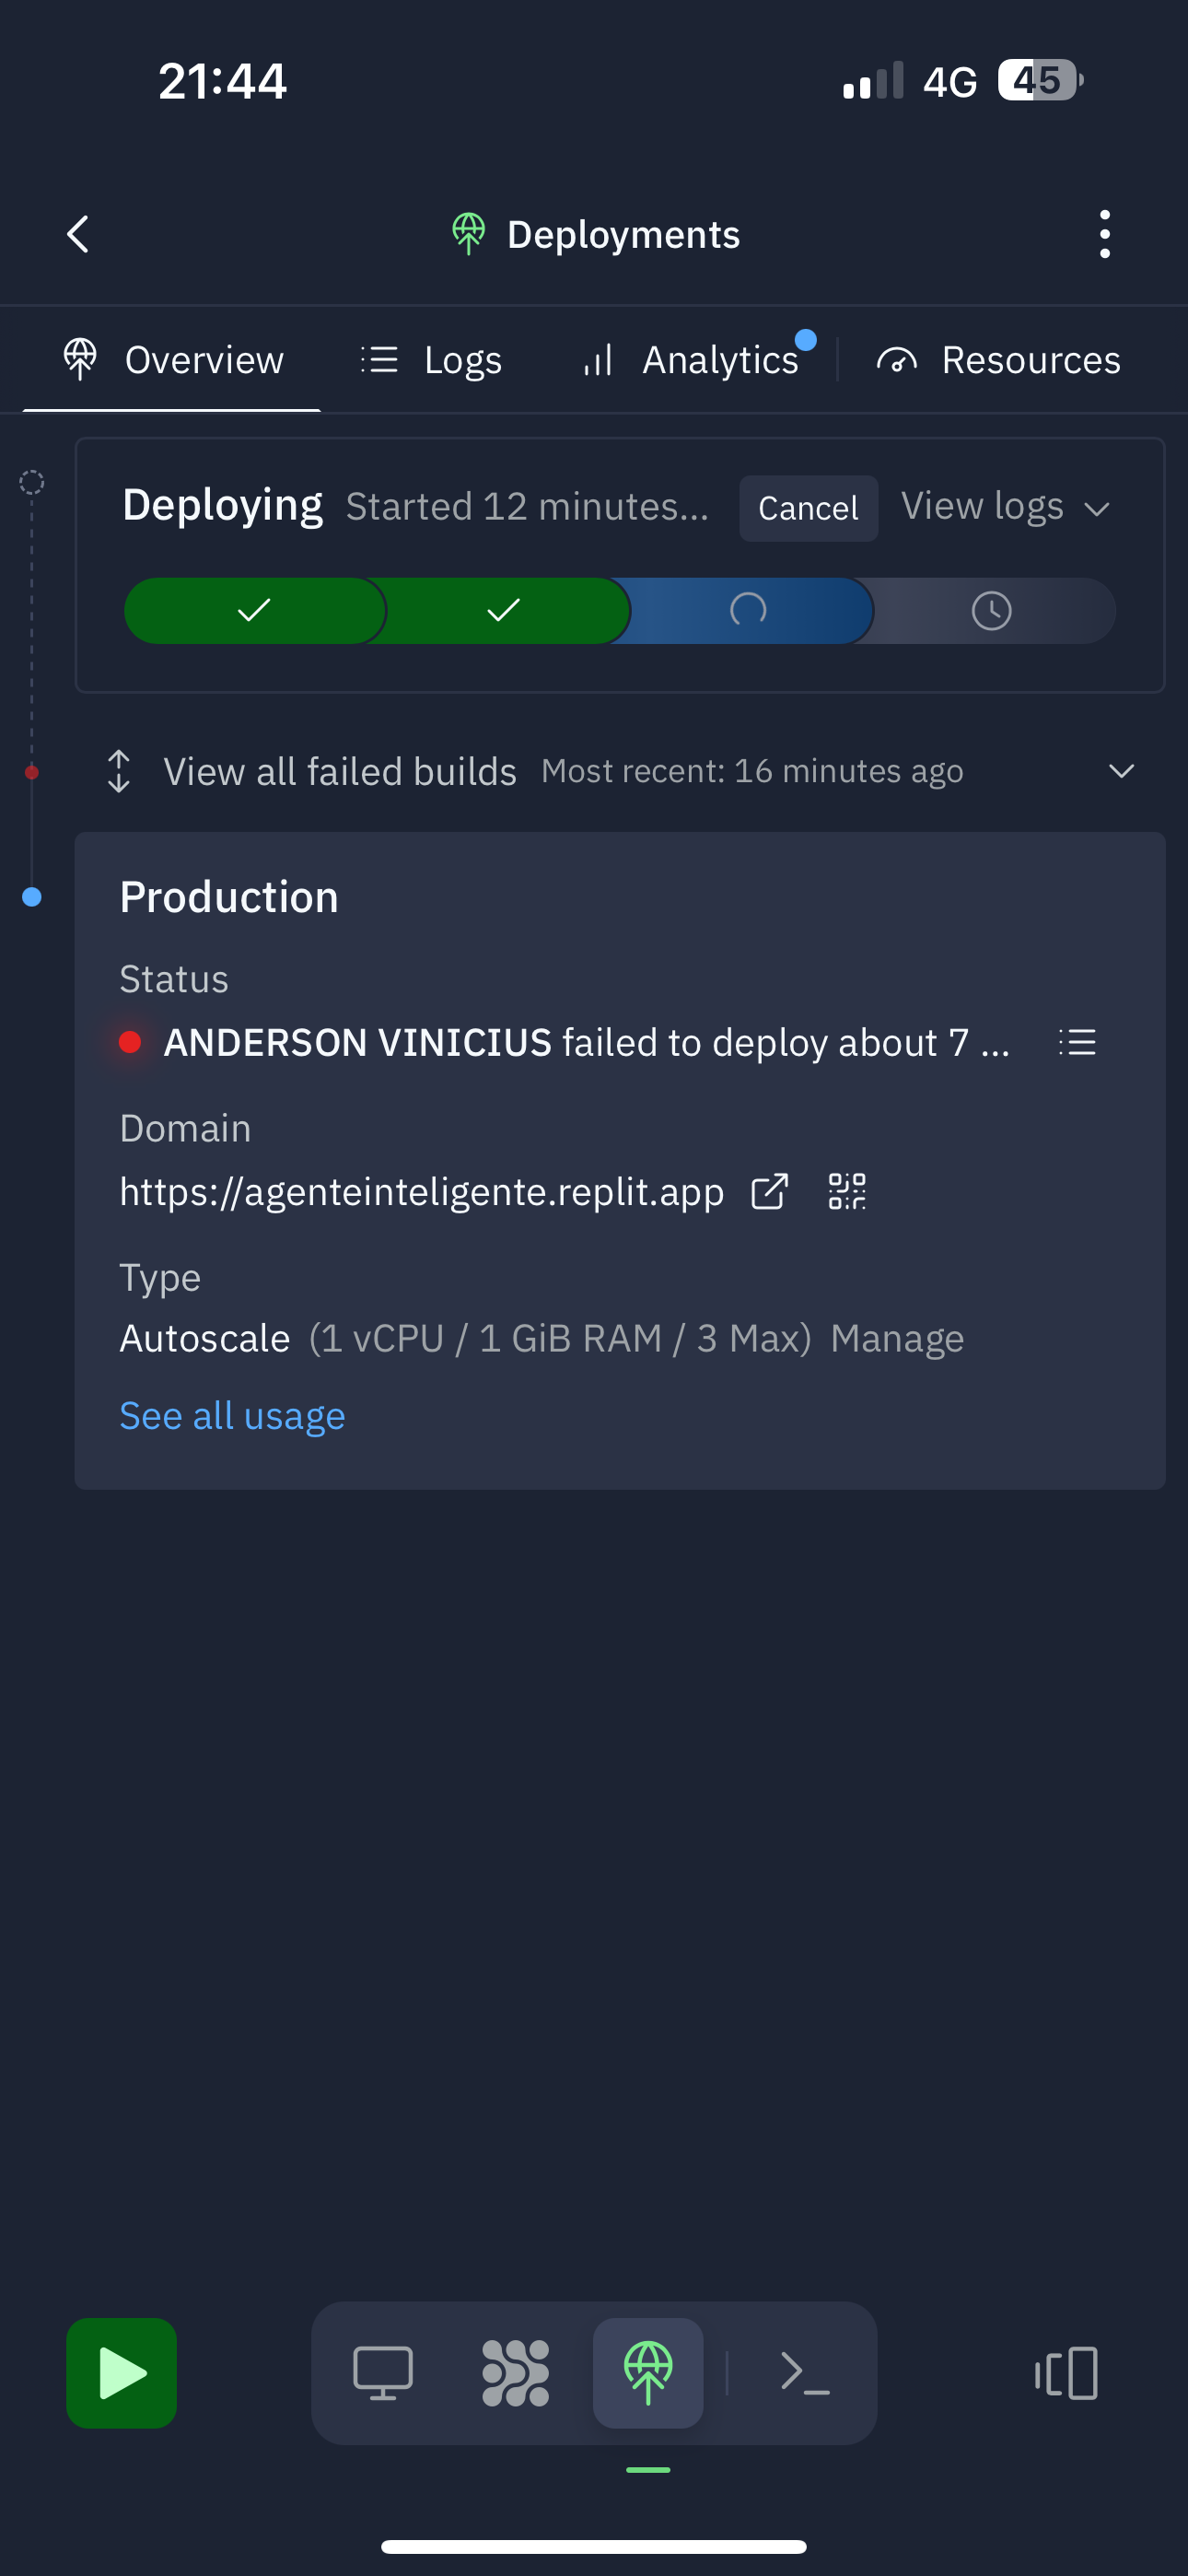 21:44 4G 45
Deployments
Overview Logs Analytics Resources
Deploying Started 12 minutes... Cancel View logs
View all failed builds Most recent: 16 minutes ago
Production
Status
ANDERSON VINICIUS failed to deploy about 7 ...
Domain
https://agenteinteligente.replit.app
Type
Autoscale (1 vCPU / 1 GiB RAM / 3 Max) Manage
See all usage